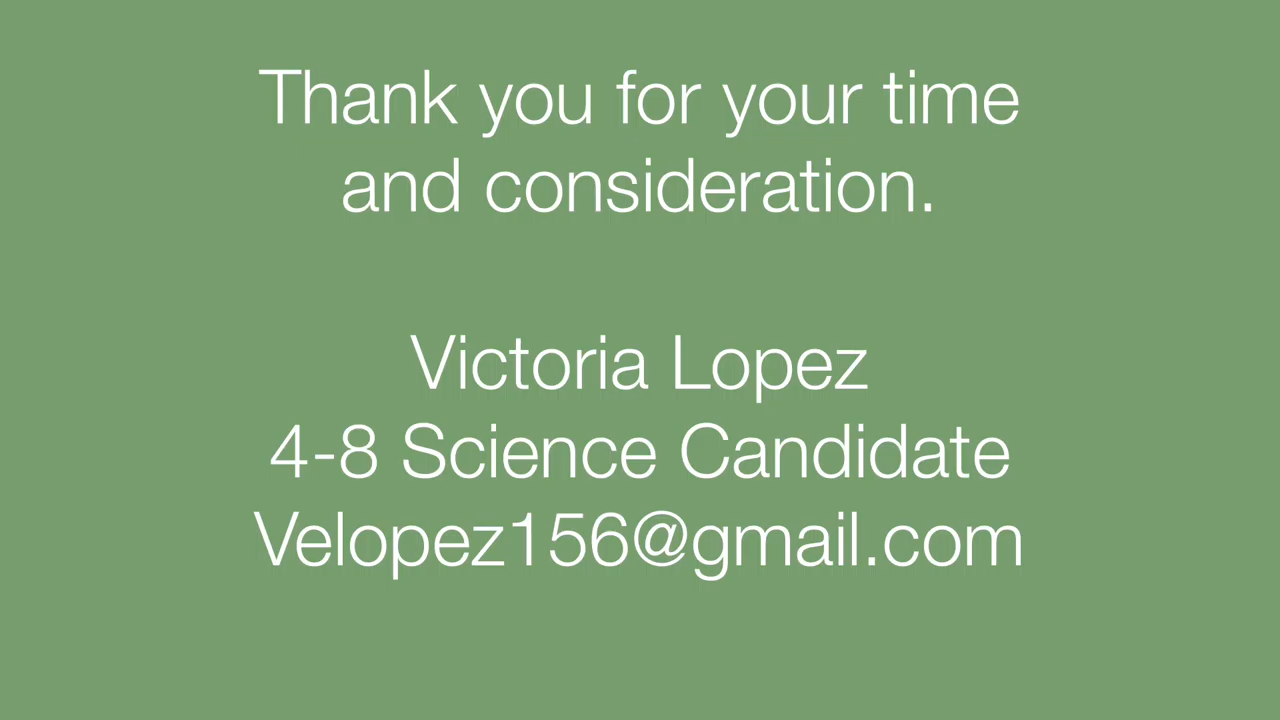 Thank you for your time
and consideration.
Victoria Lopez
4-8 Science Candidate
Velopez156@gmail.com